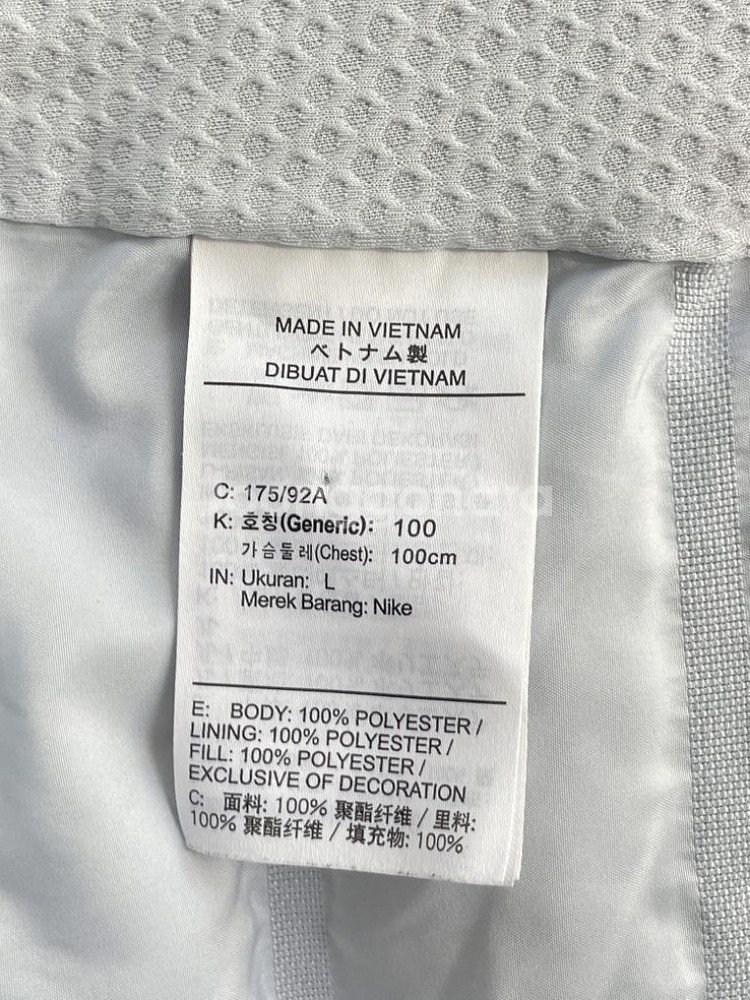 MADE IN VIETNAM
ベトナム製
DIBUAT DI VIETNAM
C: 175/92A
K: 호칭(Generic): 100
가슴둘레(Chest): 100cm
IN: Ukuran: L
Merek Barang: Nike
E: BODY: 100% POLYESTER /
LINING: 100% POLYESTER /
FILL: 100% POLYESTER /
EXCLUSIVE OF DECORATION
C: 面料: 100% 聚酯纤维 / 里料:
100% 聚酯纤维 / 填充物: 100%